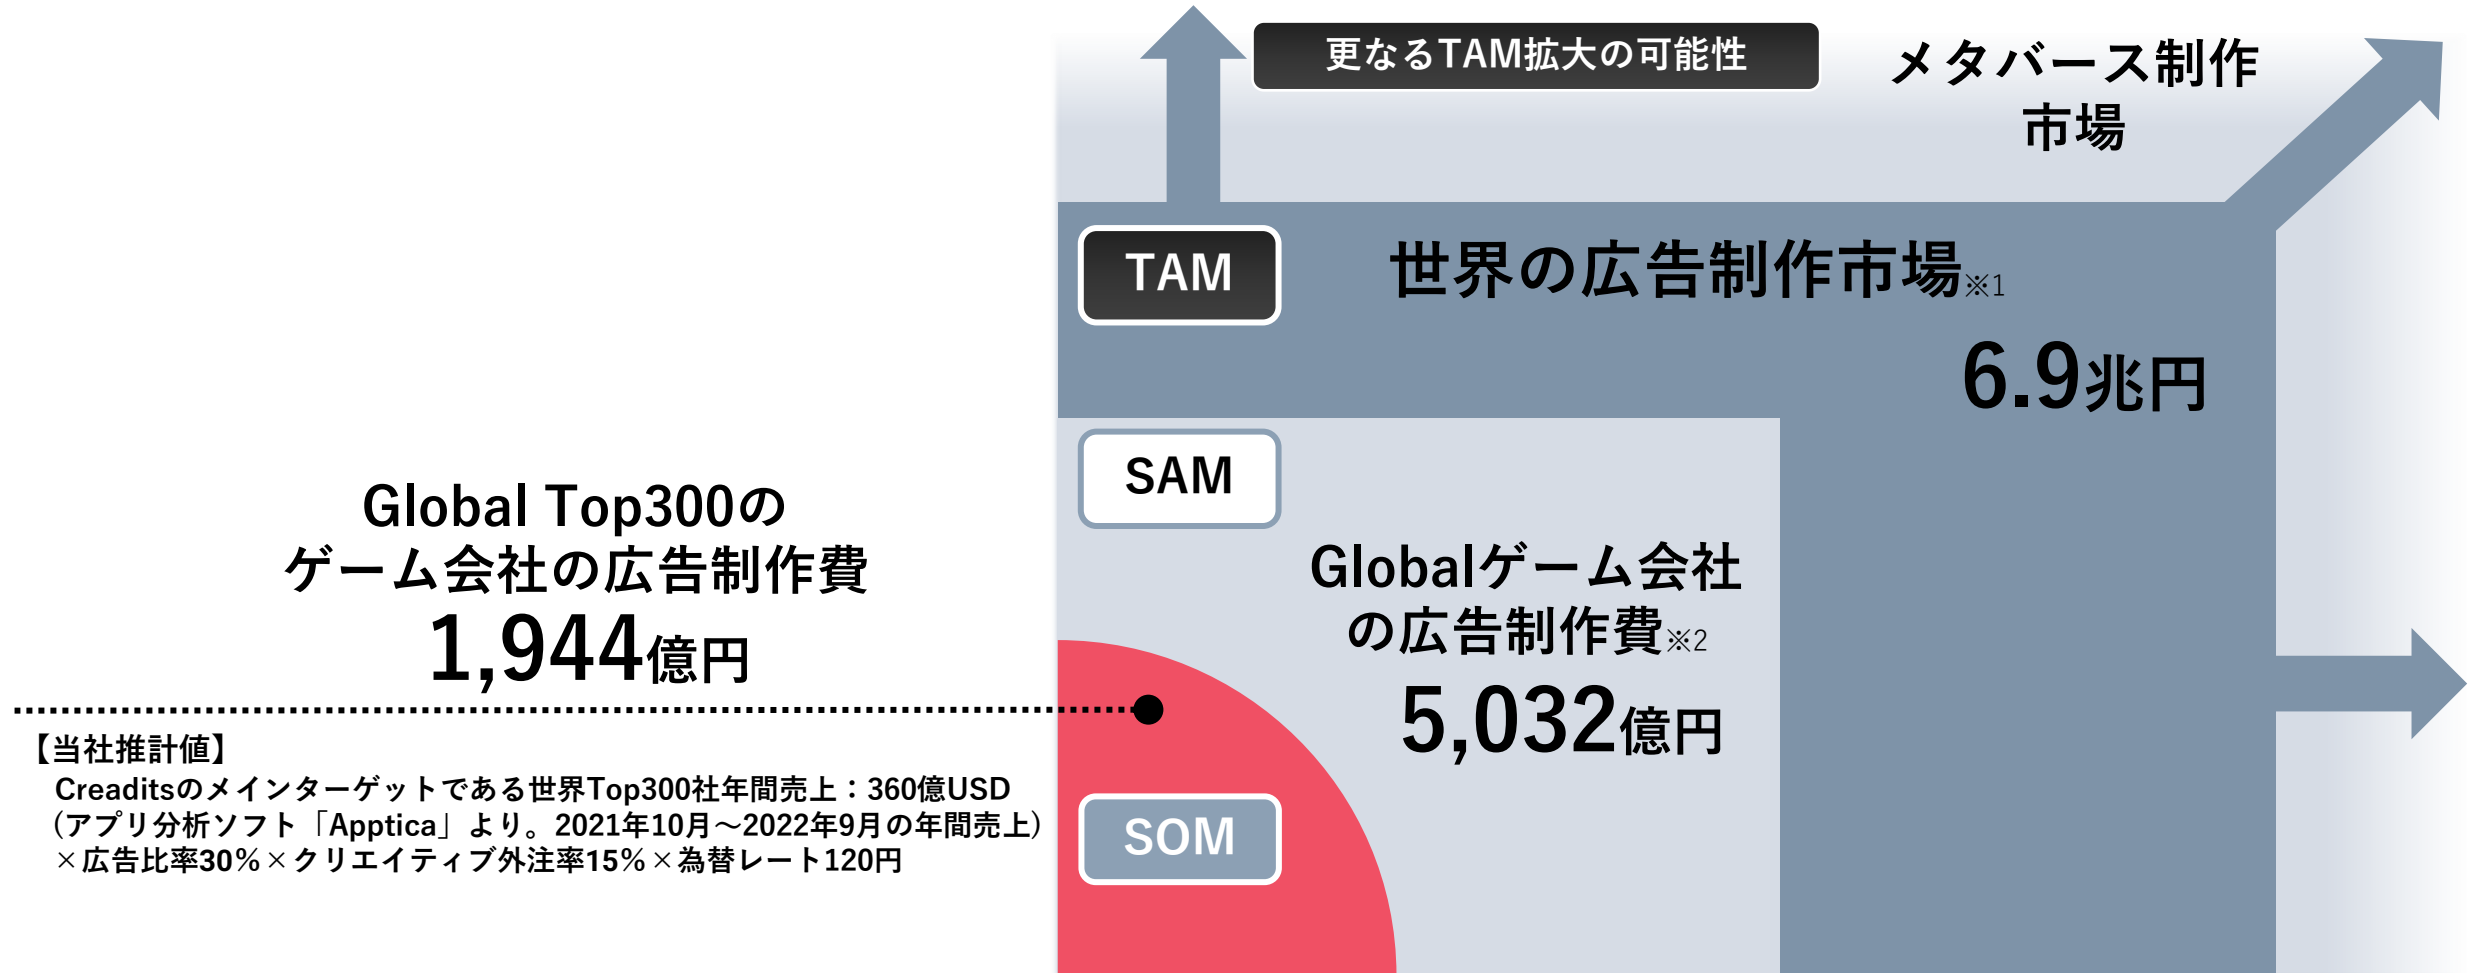 更なるTAM拡大の可能性
メタバース制作
市場
TAM
世界の広告制作市場※1
6.9兆円
SAM
Globalゲーム会社
の広告制作費※2
5,032億円
Global Top300の
ゲーム会社の広告制作費
1,944億円
【当社推計値】
Creaditsのメインターゲットである世界Top300社年間売上：360億USD
（アプリ分析ソフト「Apptica」より。2021年10月～2022年9月の年間売上）
×広告比率30％×クリエイティブ外注率15％×為替レート120円
SOM